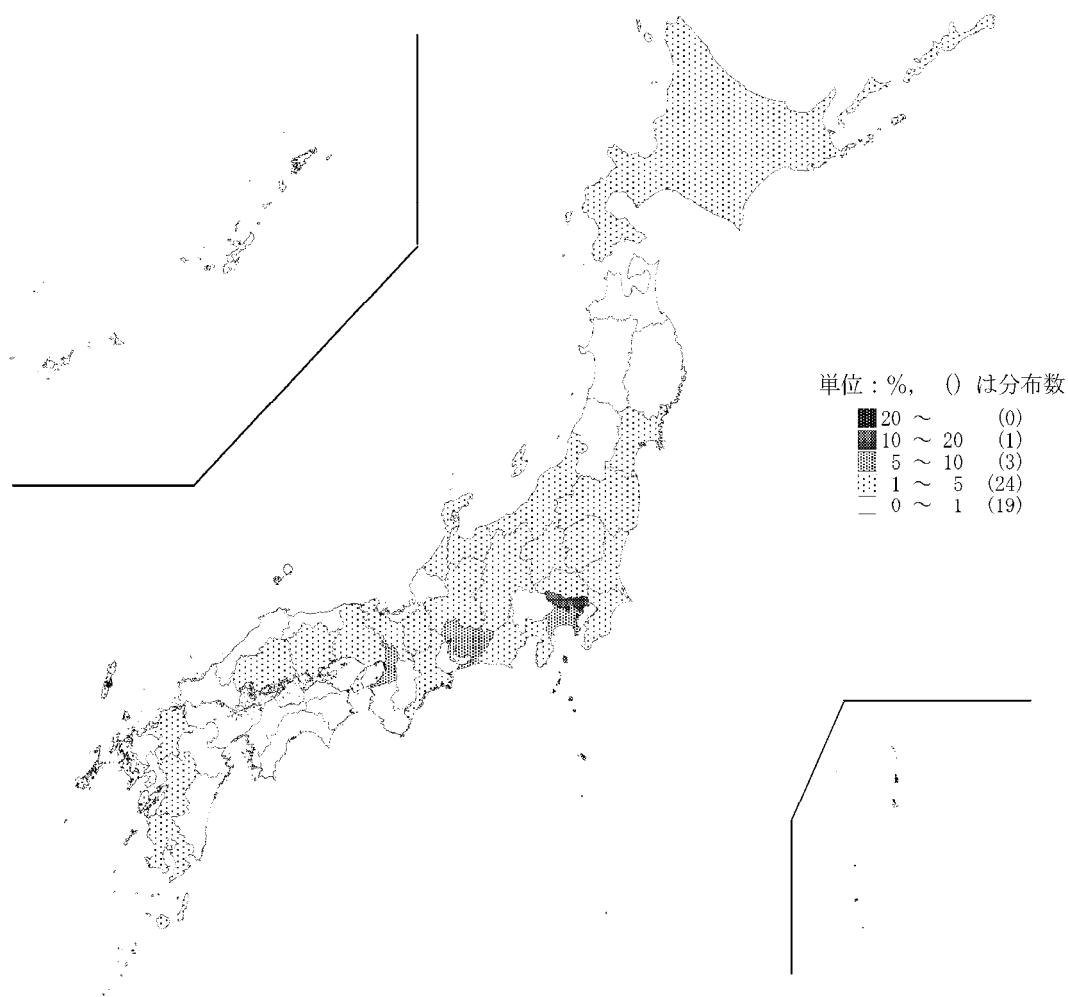 単位：%, () は分布数
20 ～ (0)
10 ～ 20 (1)
5 ～ 10 (3)
1 ～ 5 (24)
0 ～ 1 (19)